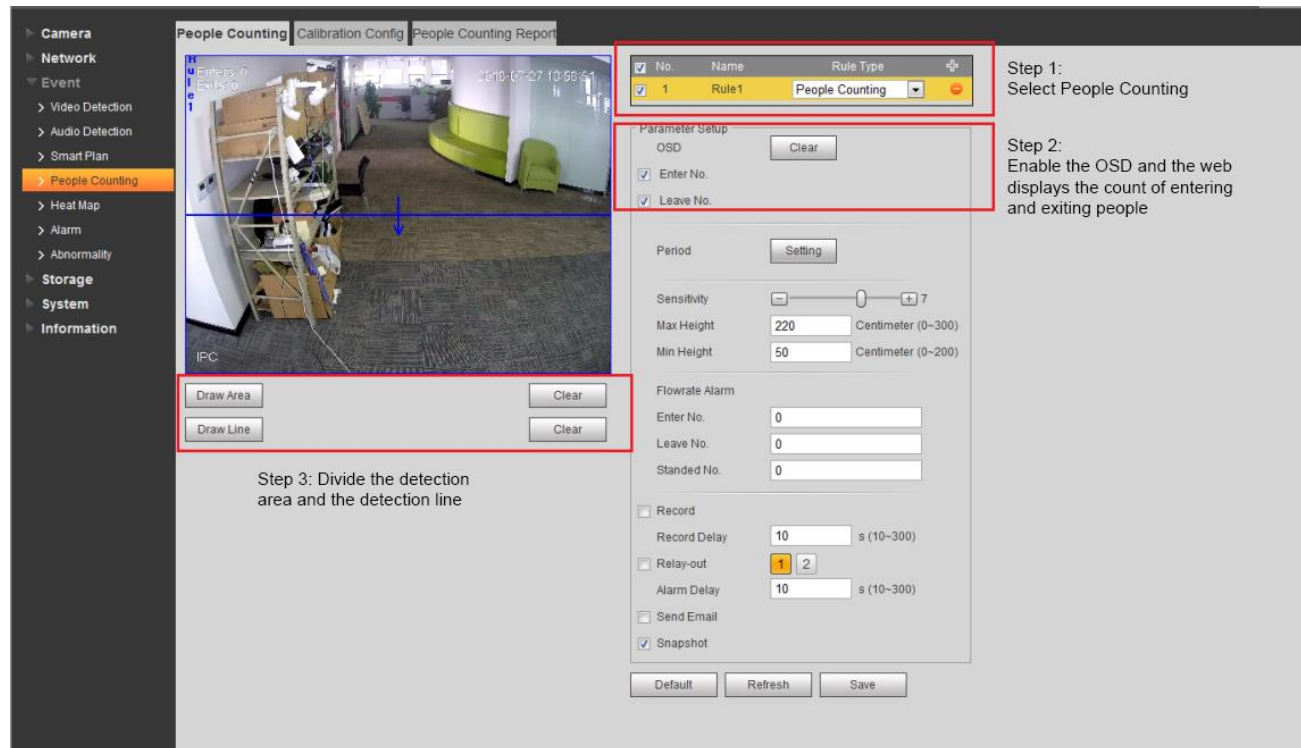 Camera
Network
Event
Video Detection
Audio Detection
Smart Plan
People Counting
Heat Map
Alarm
Abnormality
Storage
System
Information
People Counting Calibration Config People Counting Report
Rule1
Enters: 0
Exits: 0
IPC
Draw Area Clear
Draw Line Clear
Step 3: Divide the detection
area and the detection line
No. Name Rule Type
1 Rule1 People Counting
Parameter Setup
OSD Clear
Enter No.
Leave No.
Period Setting
Sensitivity 7
Max Height 220 Centimeter (0~300)
Min Height 50 Centimeter (0~200)
Flowrate Alarm
Enter No. 0
Leave No. 0
Standed No. 0
Record
Record Delay 10 s (10~300)
Relay-out 1 2
Alarm Delay 10 s (10~300)
Send Email
Snapshot
Default Refresh Save
Step 1:
Select People Counting
Step 2:
Enable the OSD and the web
displays the count of entering
and exiting people